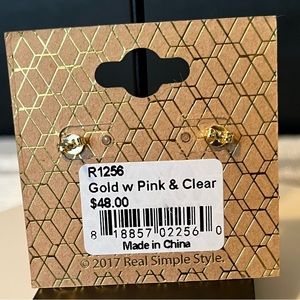 R1256
Gold w Pink & Clear
$48.00
8 18857 02256 0
Made in China
© 2017 Real Simple Style.